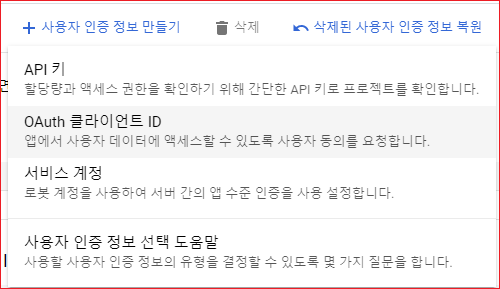 + 사용자 인증 정보 만들기 삭제 삭제된 사용자 인증 정보 복원
API 키
할당량과 액세스 권한을 확인하기 위해 간단한 API 키로 프로젝트를 확인합니다.
OAuth 클라이언트 ID
앱에서 사용자 데이터에 액세스할 수 있도록 사용자 동의를 요청합니다.
서비스 계정
로봇 계정을 사용하여 서버 간의 앱 수준 인증을 사용 설정합니다.
사용자 인증 정보 선택 도움말
사용할 사용자 인증 정보의 유형을 결정할 수 있도록 몇 가지 질문을 합니다.